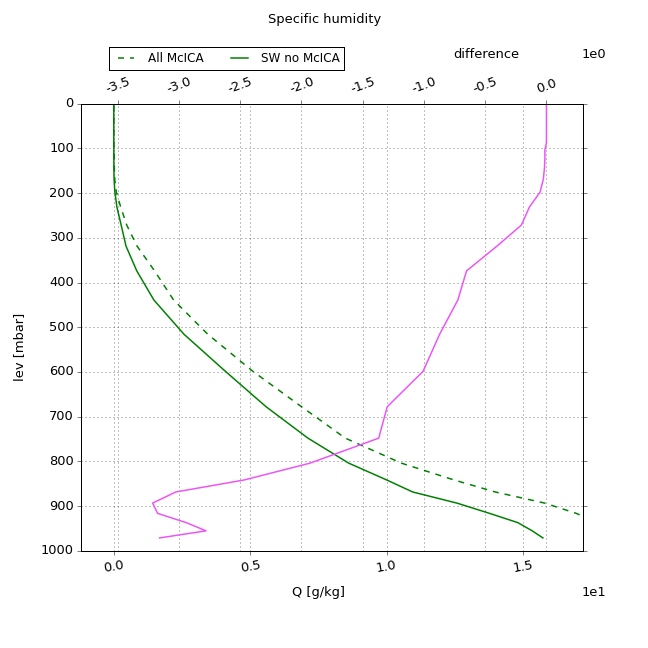 Specific humidity
All McICA SW no McICA
difference 1e0
-3.5 -3.0 -2.5 -2.0 -1.5 -1.0 -0.5 0.0
0
100
200
300
400
500
600
700
800
900
1000
lev [mbar]
0.0 0.5 1.0 1.5
Q [g/kg] 1e1